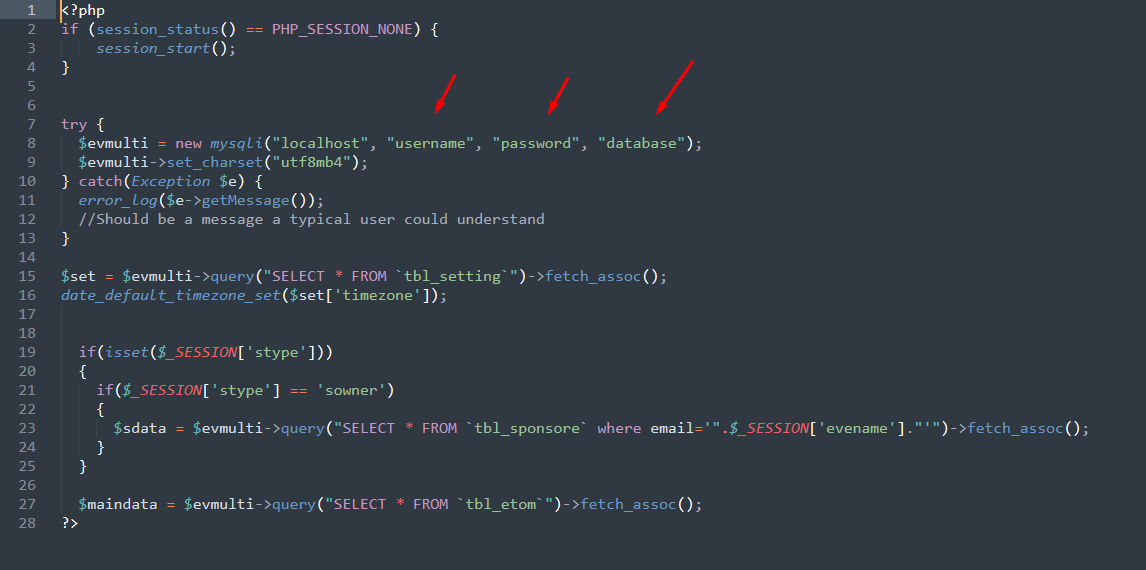 1 <?php
2 if (session_status() == PHP_SESSION_NONE) {
3     session_start();
4 }
5
6
7 try {
8   $evmulti = new mysqli("localhost", "username", "password", "database");
9   $evmulti->set_charset("utf8mb4");
10 } catch(Exception $e) {
11   error_log($e->getMessage());
12   //Should be a message a typical user could understand
13 }
14
15 $set = $evmulti->query("SELECT * FROM `tbl_setting`")->fetch_assoc();
16 date_default_timezone_set($set['timezone']);
17
18
19   if(isset($_SESSION['stype']))
20   {
21     if($_SESSION['stype'] == 'sowner')
22     {
23       $sdata = $evmulti->query("SELECT * FROM `tbl_sponsore` where email='".$_SESSION['evename']."'")->fetch_assoc();
24     }
25   }
26
27   $maindata = $evmulti->query("SELECT * FROM `tbl_etom`")->fetch_assoc();
28 ?>